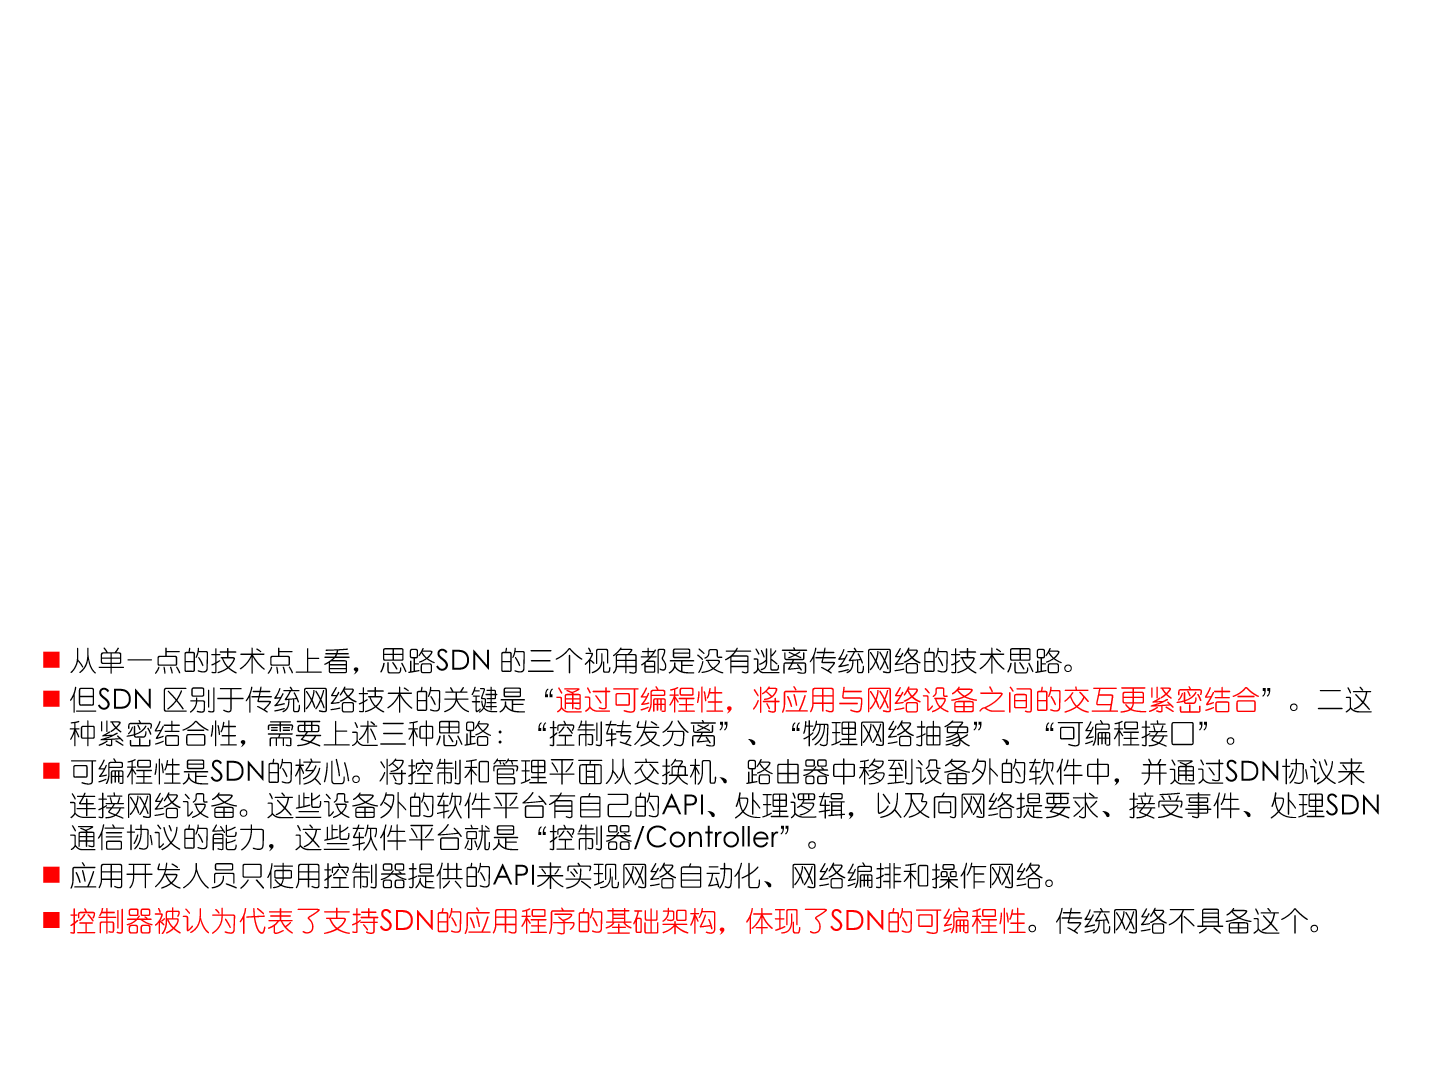 从单一点的技术点上看，思路SDN 的三个视角都是没有逃离传统网络的技术思路。
但SDN 区别于传统网络技术的关键是“通过可编程性，将应用与网络设备之间的交互更紧密结合”。二这
种紧密结合性，需要上述三种思路：“控制转发分离”、“物理网络抽象”、“可编程接口”。
可编程性是SDN的核心。将控制和管理平面从交换机、路由器中移到设备外的软件中，并通过SDN协议来
连接网络设备。这些设备外的软件平台有自己的API、处理逻辑，以及向网络提要求、接受事件、处理SDN
通信协议的能力，这些软件平台就是“控制器/Controller”。
应用开发人员只使用控制器提供的API来实现网络自动化、网络编排和操作网络。
控制器被认为代表了支持SDN的应用程序的基础架构，体现了SDN的可编程性。传统网络不具备这个。